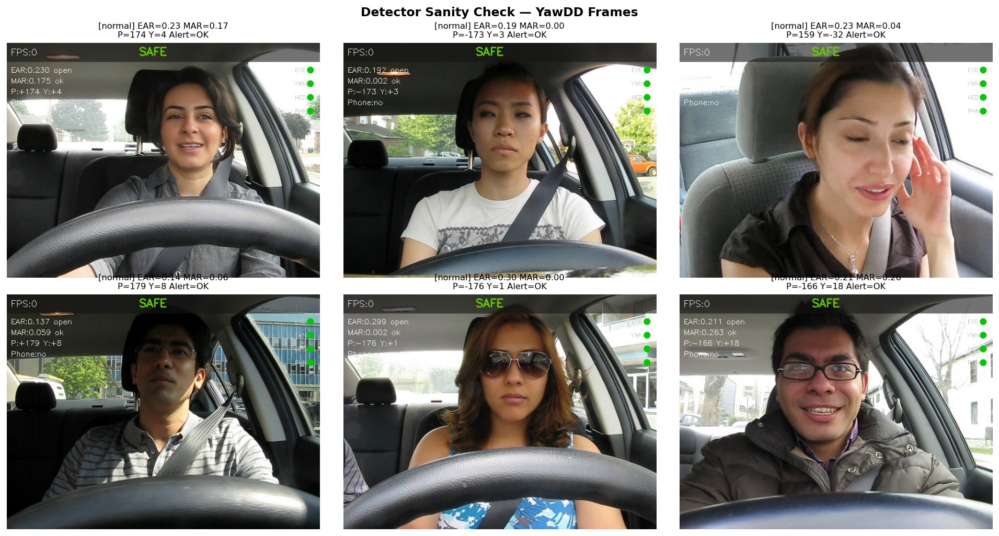 Detector Sanity Check — YawDD Frames
[normal] EAR=0.23 MAR=0.17
P=174 Y=4 Alert=OK
FPS:0
SAFE
EAR:0.230 open
MAR:0.175 ok
P:+174 Y:+4
EYE
YWN
HED
PHN
[normal] EAR=0.19 MAR=0.00
P=-173 Y=3 Alert=OK
FPS:0
SAFE
EAR:0.192 open
MAR:0.002 ok
P:-173 Y:+3
Phone:no
EYE
YWN
HED
PHN
[normal] EAR=0.23 MAR=0.04
P=159 Y=-32 Alert=OK
FPS:0
SAFE
Phone:no
EYE
YWN
HED
PHN
[normal] EAR=0.14 MAR=0.06
P=179 Y=8 Alert=OK
FPS:0
SAFE
EAR:0.137 open
MAR:0.059 ok
P:+179 Y:+8
Phone:no
EYE
YWN
HED
PHN
[normal] EAR=0.30 MAR=0.00
P=-176 Y=1 Alert=OK
FPS:0
SAFE
EAR:0.299 open
MAR:0.002 ok
P:-176 Y:+1
EYE
YWN
[normal] EAR=0.21 MAR=0.26
P=-166 Y=18 Alert=OK
FPS:0
SAFE
EAR:0.211 open
MAR:0.263 ok
P:-166 Y:+18
Phone:no
EYE
YWN
HED
PHN